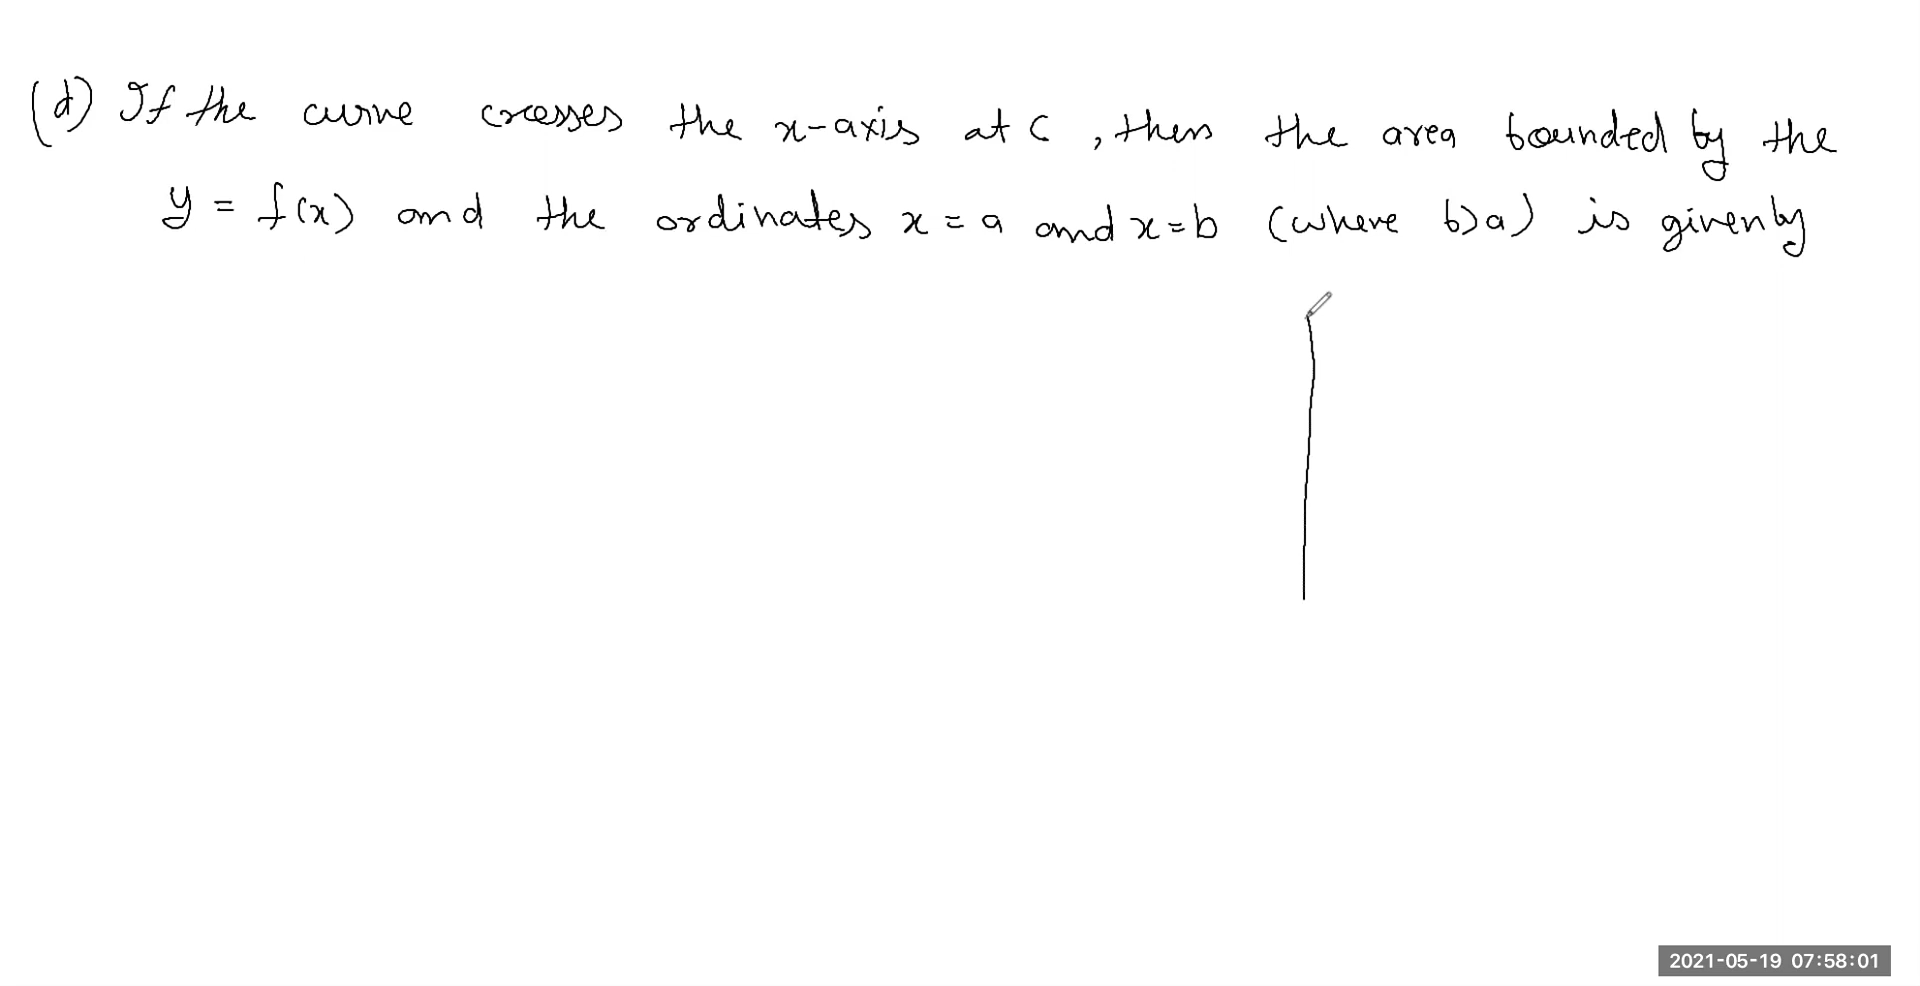 (d) If the curve crosses the x-axis at C, then the area bounded by the
y = f(x) and the ordinates x = a and x = b (where b>a) is given by
2021-05-19 07:58:01